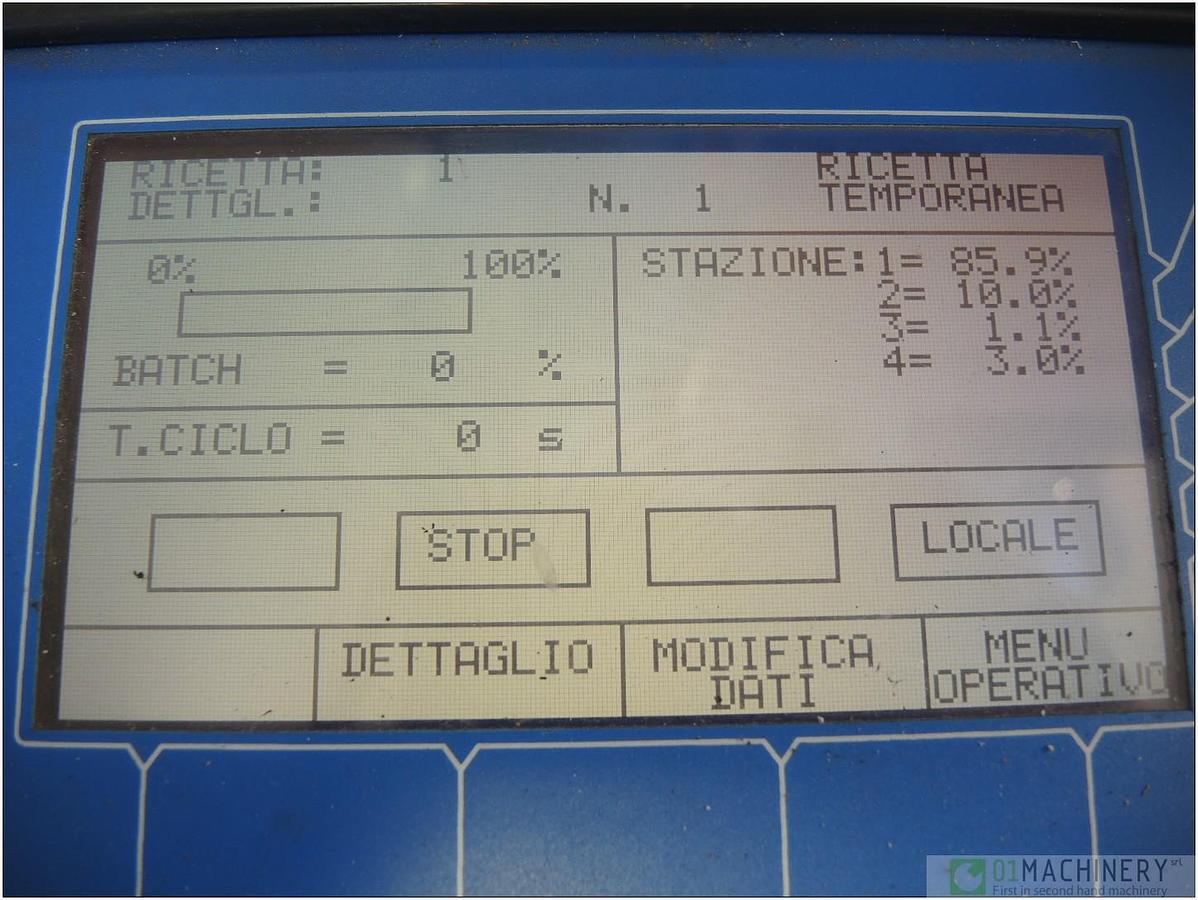 RICETTA: 1 RICETTA
DETTGL.: N. 1 TEMPORANEA
0% 100%
BATCH = 0 %
T.CICLO = 0 s
STAZIONE: 1= 85.9%
2= 10.0%
3= 1.1%
4= 3.0%
STOP LOCALE
DETTAGLIO
MODIFICA
DATI
MENU
OPERATIVO
01MACHINERY srl
First in second hand machinery